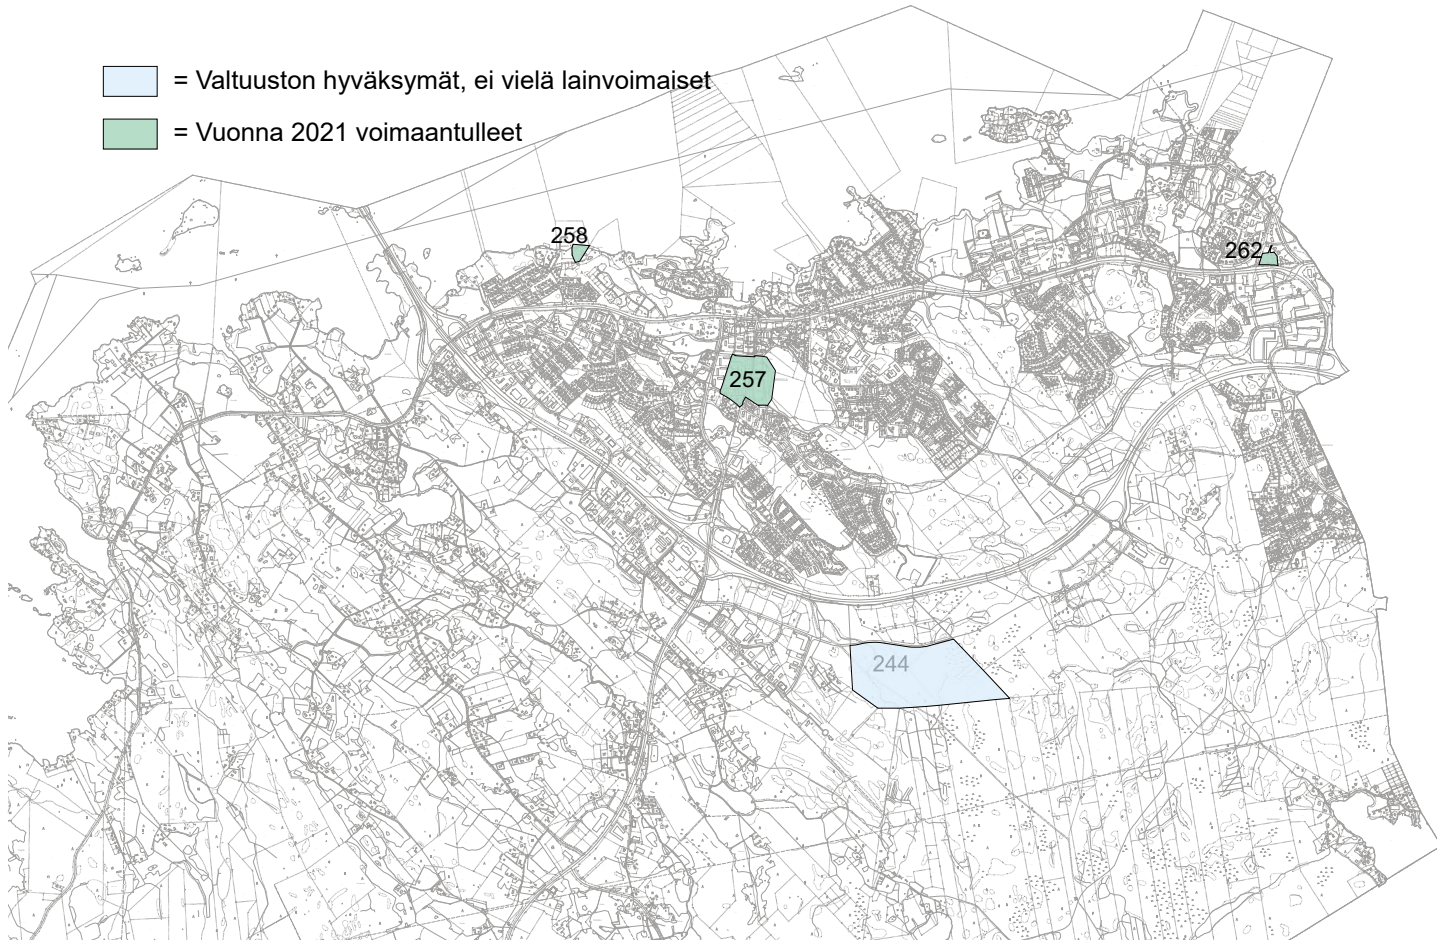 = Valtuuston hyväksymät, ei vielä lainvoimaiset
= Vuonna 2021 voimaantulleet
258
262
257
244